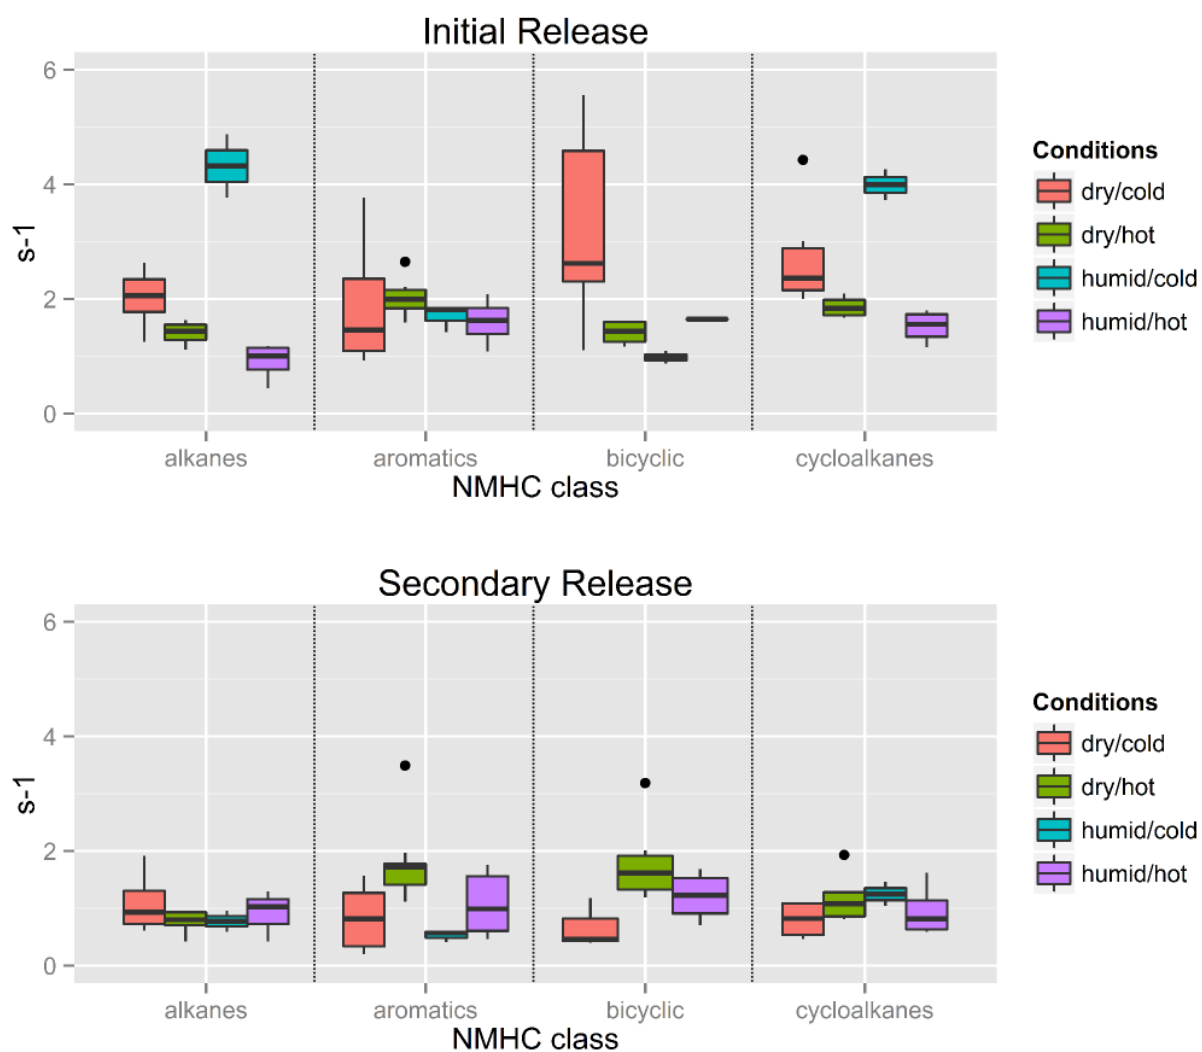 Initial Release
6
4
2
0
s-1
alkanes aromatics bicyclic cycloalkanes
NMHC class
Conditions
dry/cold
dry/hot
humid/cold
humid/hot
Secondary Release
6
4
2
0
s-1
alkanes aromatics bicyclic cycloalkanes
NMHC class
Conditions
dry/cold
dry/hot
humid/cold
humid/hot